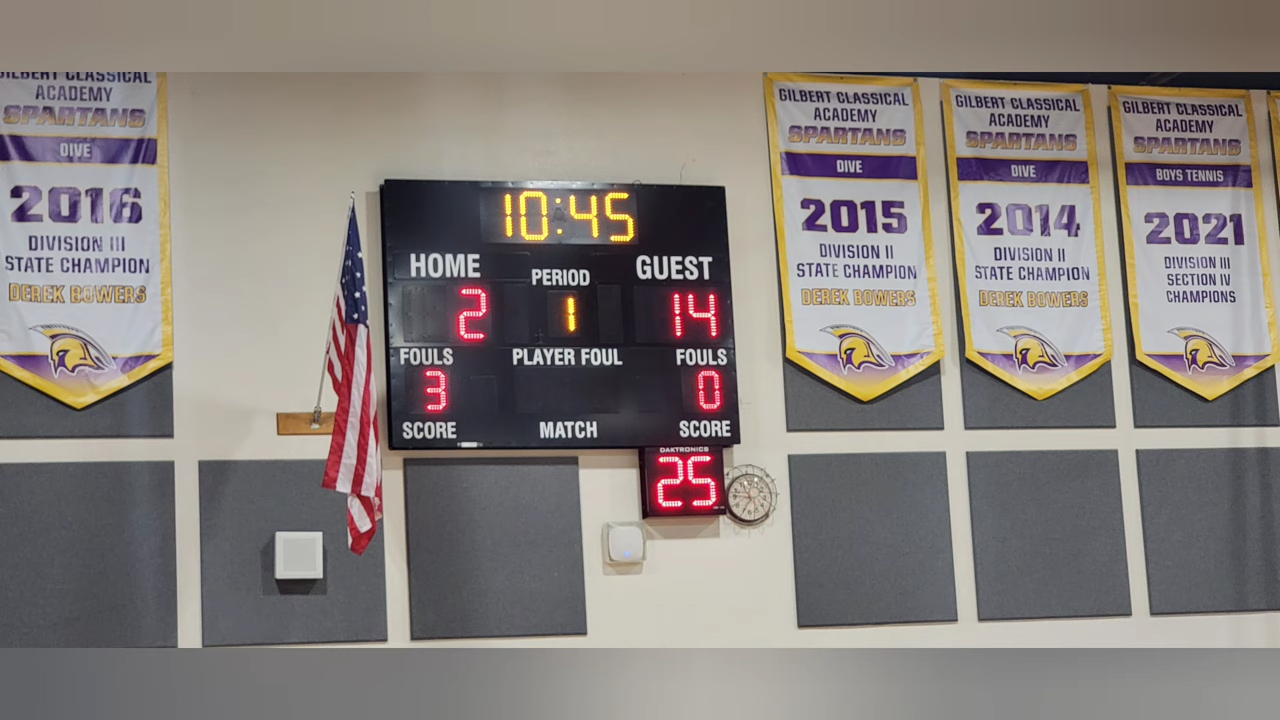 GILBERT CLASSICAL
ACADEMY
SPARTANS
DIVE
2016
DIVISION III
STATE CHAMPION
DEREK BOWERS
10:45
HOME
PERIOD
GUEST
2
1
14
FOULS
PLAYER FOUL
FOULS
3
0
SCORE
MATCH
SCORE
DAKTRONICS
25
GILBERT CLASSICAL
ACADEMY
SPARTANS
DIVE
2015
DIVISION II
STATE CHAMPION
DEREK BOWERS
GILBERT CLASSICAL
ACADEMY
SPARTANS
DIVE
2014
DIVISION II
STATE CHAMPION
DEREK BOWERS
GILBERT CLASSICAL
ACADEMY
SPARTANS
BOYS TENNIS
2021
DIVISION III
SECTION IV
CHAMPIONS